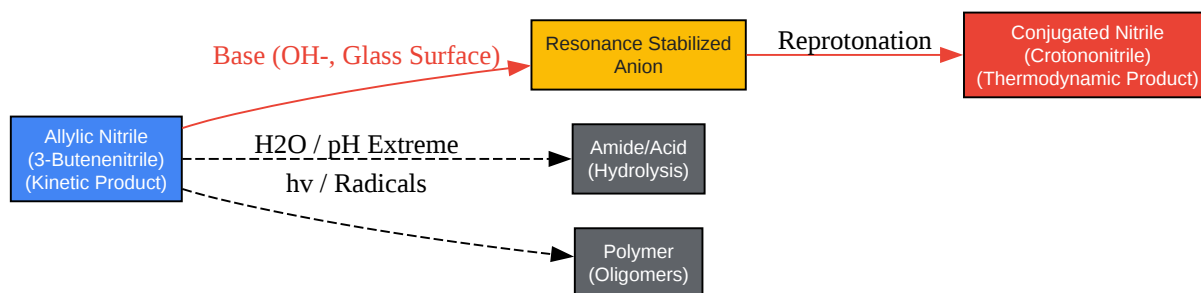 Base (OH-, Glass Surface)
Resonance Stabilized
Anion
Reprotonation
Conjugated Nitrile
(Crotononitrile)
(Thermodynamic Product)
Allylic Nitrile
(3-Butenenitrile)
(Kinetic Product)
H2O / pH Extreme
Amide/Acid
(Hydrolysis)
hv / Radicals
Polymer
(Oligomers)